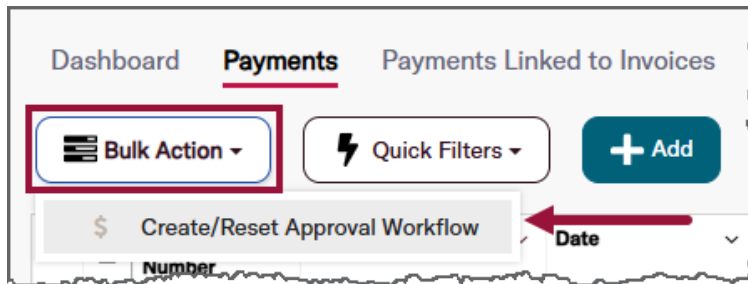 Dashboard Payments Payments Linked to Invoices
Bulk Action Quick Filters Add
$ Create/Reset Approval Workflow
Date
Number